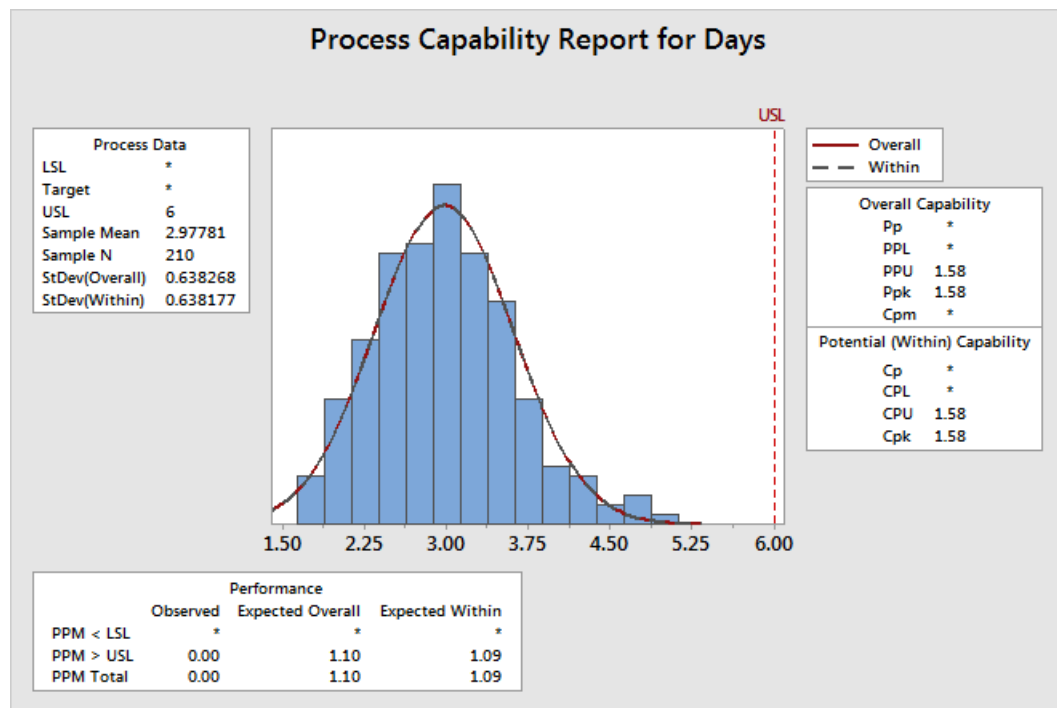 Process Capability Report for Days
USL
Process Data
LSL *
Target *
USL 6
Sample Mean 2.97781
Sample N 210
StDev(Overall) 0.638268
StDev(Within) 0.638177
Overall
Within
Overall Capability
Pp *
PPL *
PPU 1.58
Ppk 1.58
Cpm *
Potential (Within) Capability
Cp *
CPL *
CPU 1.58
Cpk 1.58
1.50 2.25 3.00 3.75 4.50 5.25 6.00
Performance
Observed Expected Overall Expected Within
PPM < LSL * * *
PPM > USL 0.00 1.10 1.09
PPM Total 0.00 1.10 1.09